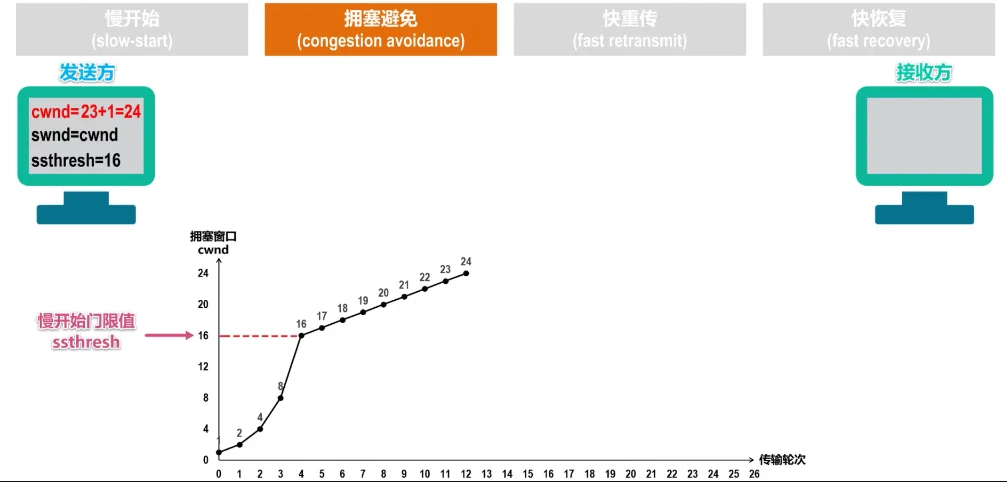 慢开始
(slow-start)
拥塞避免
(congestion avoidance)
快重传
(fast retransmit)
快恢复
(fast recovery)
发送方
接收方
cwnd=23+1=24
swnd=cwnd
ssthresh=16
拥塞窗口
cwnd
24
20
16
12
8
4
0
慢开始门限值
ssthresh
1
2
4
8
16
17
18
19
20
21
22
23
24
0 1 2 3 4 5 6 7 8 9 10 11 12 13 14 15 16 17 18 19 20 21 22 23 24 25 26
传输轮次